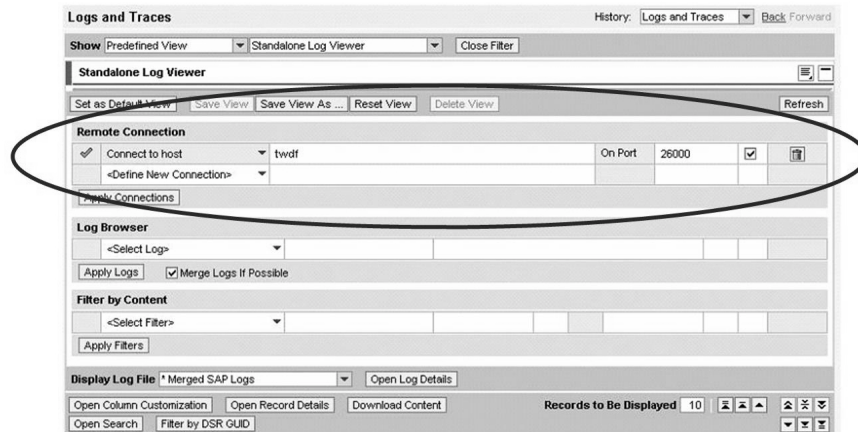 Logs and Traces History: Logs and Traces Back Forward
Show Predefined View Standalone Log Viewer Close Filter
Standalone Log Viewer
Set as Default View Save View Save View As ... Reset View Delete View Refresh
Remote Connection
Connect to host twdf On Port 26000
<Define New Connection>
Apply Connections
Log Browser
<Select Log>
Apply Logs Merge Logs If Possible
Filter by Content
<Select Filter>
Apply Filters
Display Log File * Merged SAP Logs Open Log Details
Open Column Customization Open Record Details Download Content Records to Be Displayed 10
Open Search Filter by DSR GUID